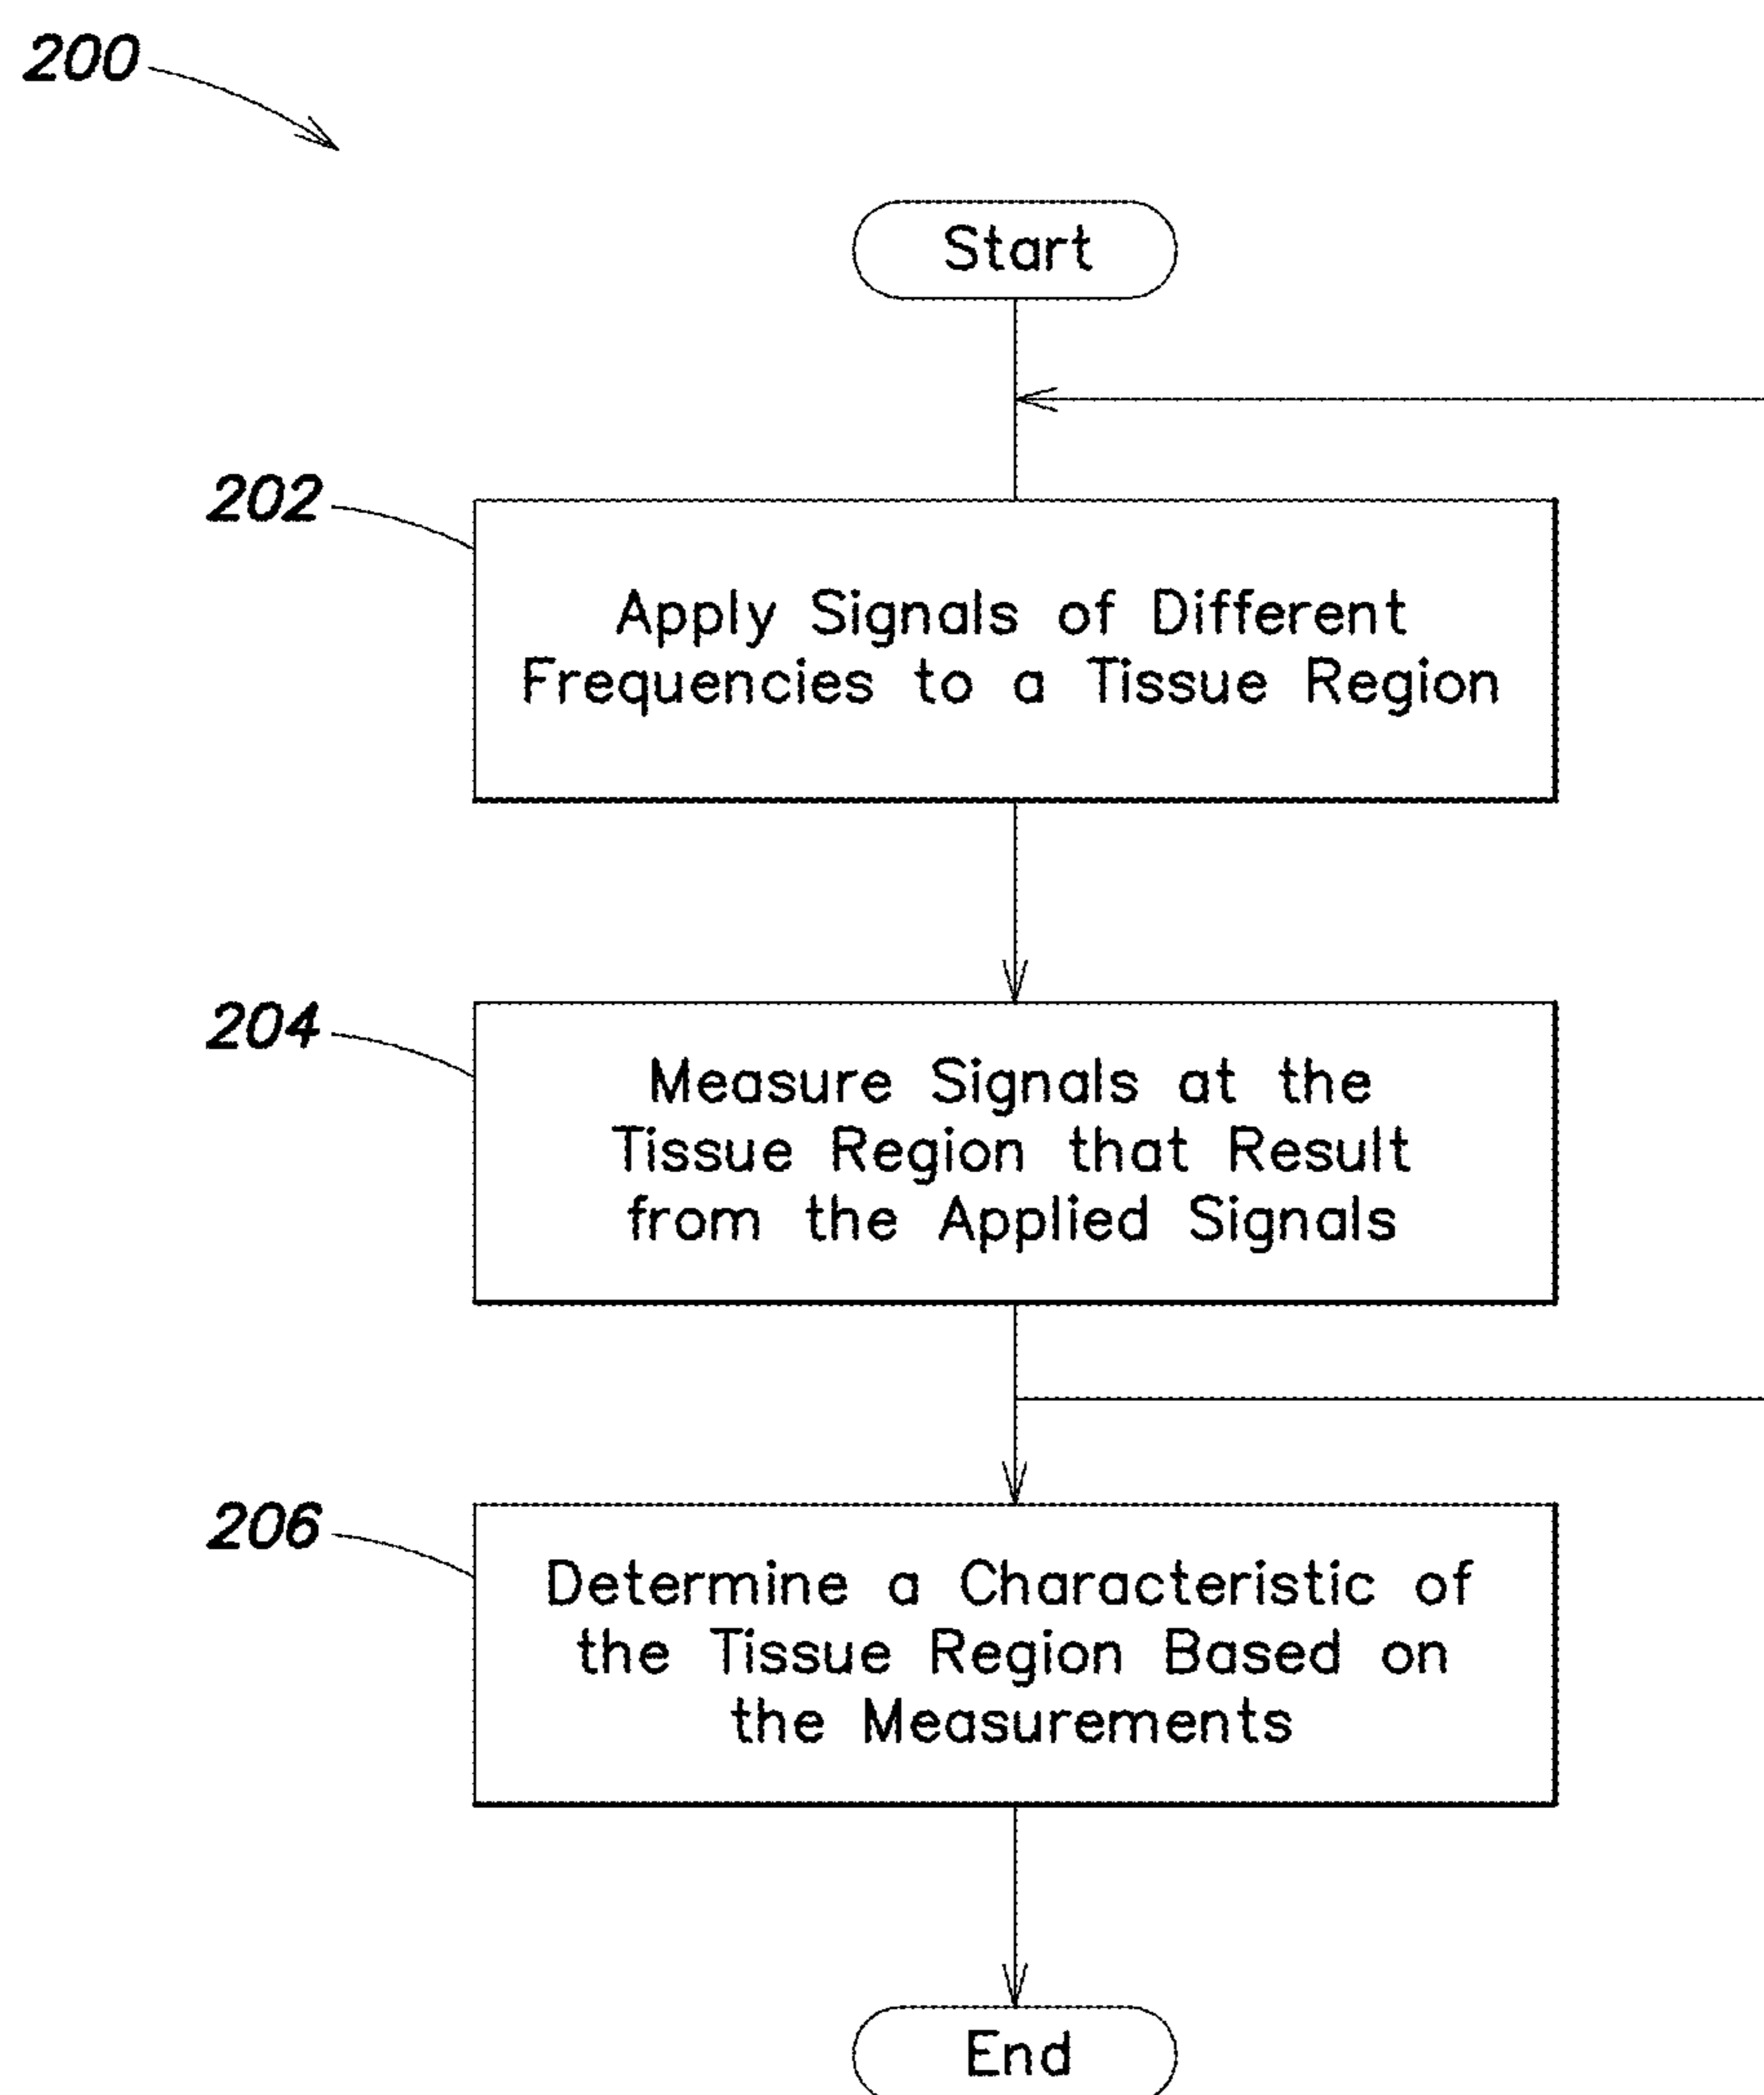 200
Start
202
Apply Signals of Different
Frequencies to a Tissue Region
204
Measure Signals at the
Tissue Region that Result
from the Applied Signals
206
Determine a Characteristic of
the Tissue Region Based on
the Measurements
End